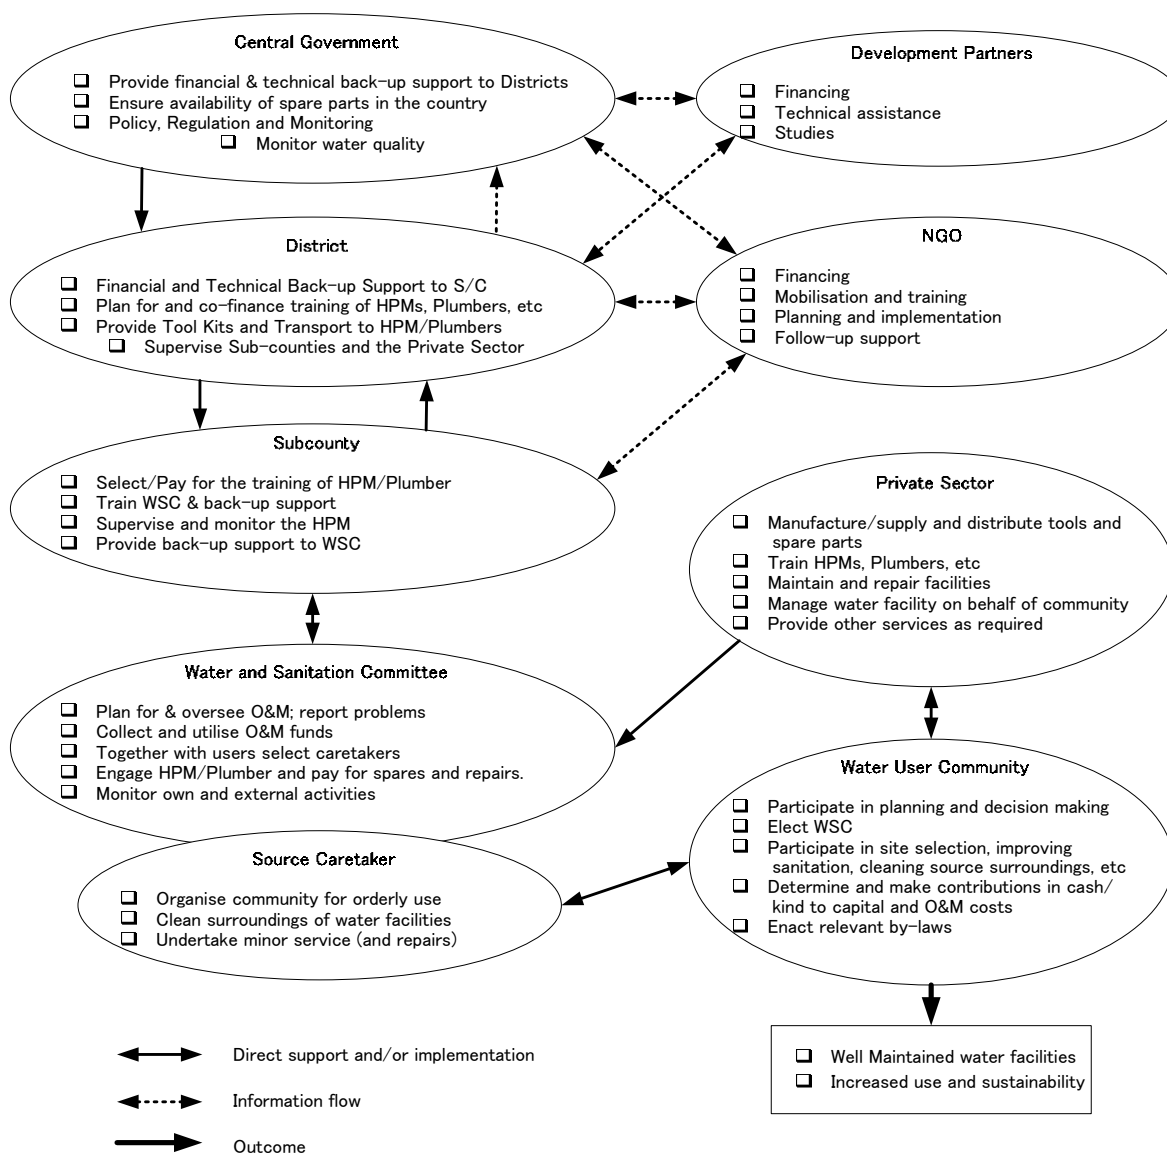 Central Government
Provide financial & technical back-up support to Districts
Ensure availability of spare parts in the country
Policy, Regulation and Monitoring
Monitor water quality
Development Partners
Financing
Technical assistance
Studies
District
Financial and Technical Back-up Support to S/C
Plan for and co-finance training of HPMs, Plumbers, etc
Provide Tool Kits and Transport to HPM/Plumbers
Supervise Sub-counties and the Private Sector
NGO
Financing
Mobilisation and training
Planning and implementation
Follow-up support
Subcounty
Select/Pay for the training of HPM/Plumber
Train WSC & back-up support
Supervise and monitor the HPM
Provide back-up support to WSC
Private Sector
Manufacture/supply and distribute tools and
spare parts
Train HPMs, Plumbers, etc
Maintain and repair facilities
Manage water facility on behalf of community
Provide other services as required
Water and Sanitation Committee
Plan for & oversee O&M; report problems
Collect and utilise O&M funds
Together with users select caretakers
Engage HPM/Plumber and pay for spares and repairs.
Monitor own and external activities
Water User Community
Participate in planning and decision making
Elect WSC
Participate in site selection, improving
sanitation, cleaning source surroundings, etc
Determine and make contributions in cash/
kind to capital and O&M costs
Enact relevant by-laws
Source Caretaker
Organise community for orderly use
Clean surroundings of water facilities
Undertake minor service (and repairs)
Well Maintained water facilities
Increased use and sustainability
Direct support and/or implementation
Information flow
Outcome